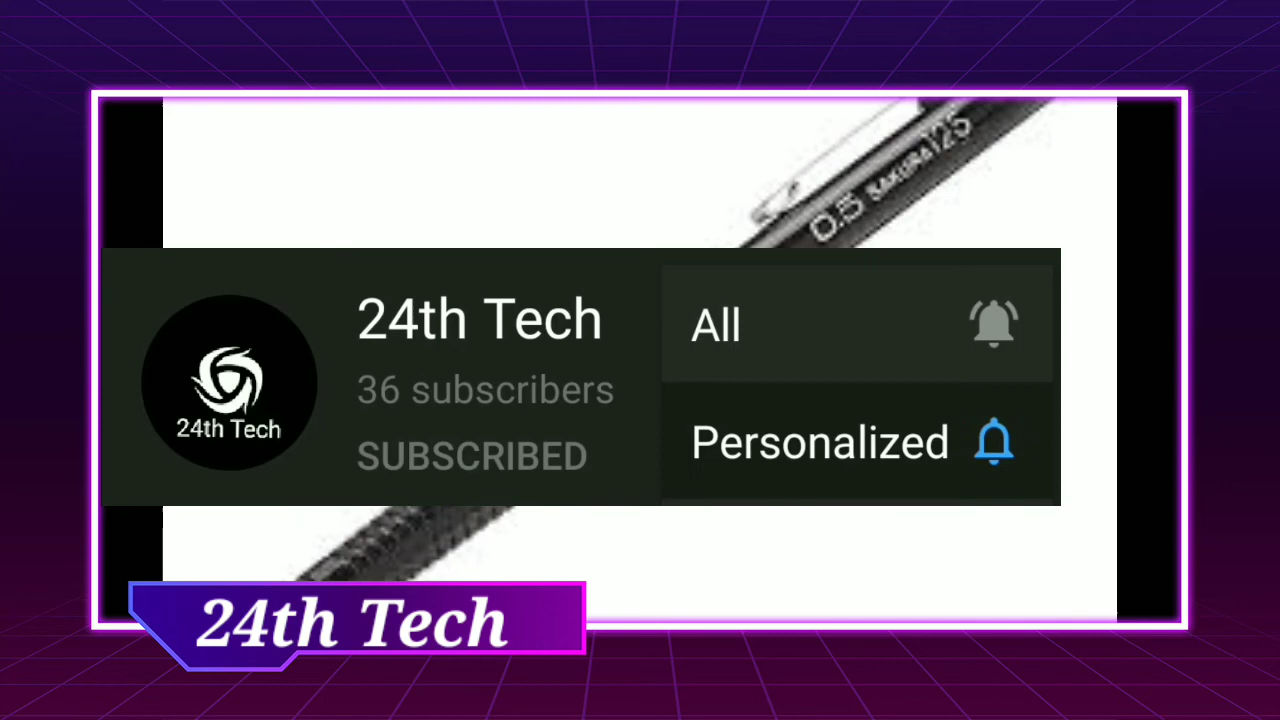 0.5 SAKURA 125
24th Tech
36 subscribers
SUBSCRIBED
24th Tech
All
Personalized
24th Tech